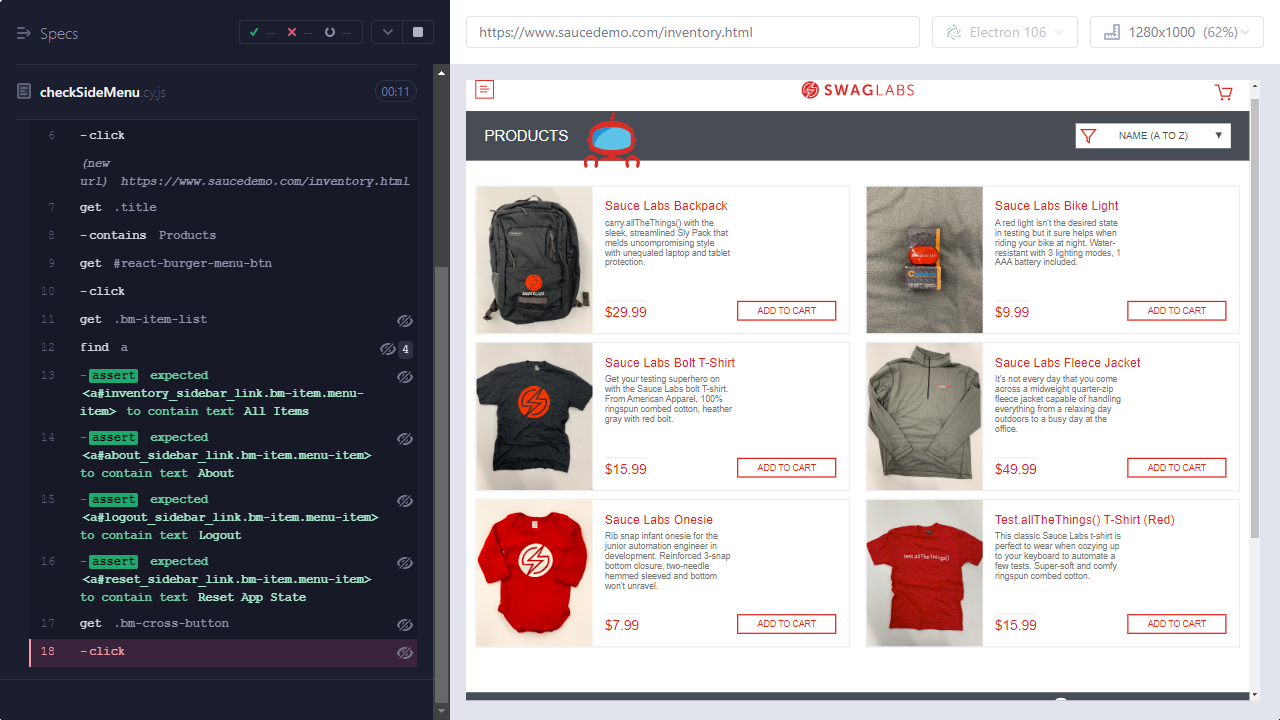 Specs
-- -- --
checkSideMenu.cy.js 00:11
6 -click
(new
url) https://www.saucedemo.com/inventory.html
7 get .title
8 -contains Products
9 get #react-burger-menu-btn
10 -click
11 get .bm-item-list
12 find a 4
13 -assert expected
<a#inventory_sidebar_link.bm-item.menu-
item> to contain text All Items
14 -assert expected
<a#about_sidebar_link.bm-item.menu-item>
to contain text About
15 -assert expected
<a#logout_sidebar_link.bm-item.menu-item>
to contain text Logout
16 -assert expected
<a#reset_sidebar_link.bm-item.menu-item>
to contain text Reset App State
17 get .bm-cross-button
18 -click
https://www.saucedemo.com/inventory.html
Electron 106
1280x1000 (62%)
SWAGLABS
PRODUCTS
NAME (A TO Z)
Sauce Labs Backpack
carry.allTheThings() with the
sleek, streamlined Sly Pack that
melds uncompromising style
with unequaled laptop and tablet
protection.
$29.99
ADD TO CART
Sauce Labs Bike Light
A red light isn't the desired state
in testing but it sure helps when
riding your bike at night. Water-
resistant with 3 lighting modes, 1
AAA battery included.
$9.99
ADD TO CART
Sauce Labs Bolt T-Shirt
Get your testing superhero on
with the Sauce Labs bolt T-shirt.
From American Apparel, 100%
ringspun combed cotton, heather
gray with red bolt.
$15.99
ADD TO CART
Sauce Labs Fleece Jacket
It's not every day that you come
across a midweight quarter-zip
fleece jacket capable of handling
everything from a relaxing day
outdoors to a busy day at the
office.
$49.99
ADD TO CART
Sauce Labs Onesie
Rib snap infant onesie for the
junior automation engineer in
development. Reinforced 3-snap
bottom closure, two-needle
hemmed sleeved and bottom
won't unravel.
$7.99
ADD TO CART
test.allTheThings()
Test.allTheThings() T-Shirt (Red)
This classic Sauce Labs t-shirt is
perfect to wear when cozying up
to your keyboard to automate a
few tests. Super-soft and comfy
ringspun combed cotton.
$15.99
ADD TO CART